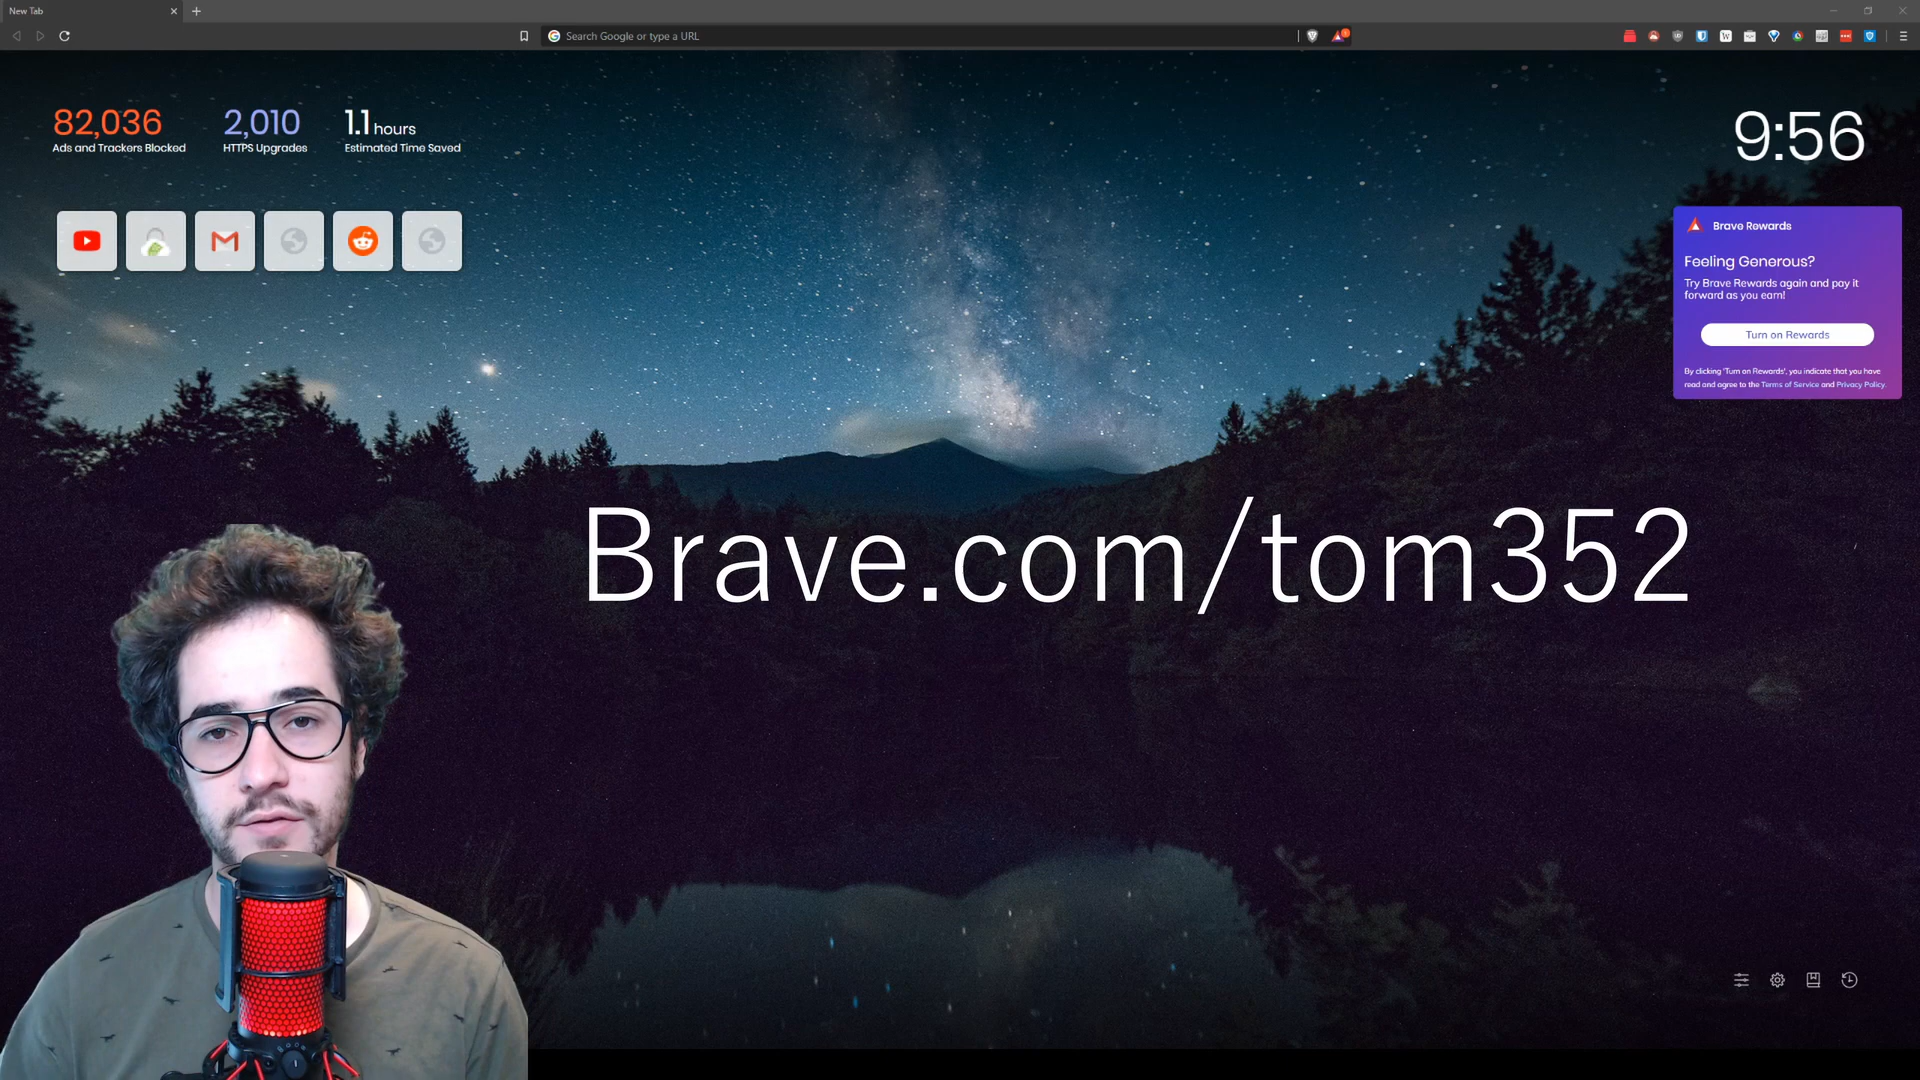 New Tab
Search Google or type a URL
82,036
Ads and Trackers Blocked
2,010
HTTPS Upgrades
1.1 hours
Estimated Time Saved
9:56
Brave Rewards
Feeling Generous?
Try Brave Rewards again and pay it
forward as you earn!
Turn on Rewards
By clicking 'Turn on Rewards', you indicate that you have
read and agree to the Terms of Service and Privacy Policy.
Brave.com/tom352